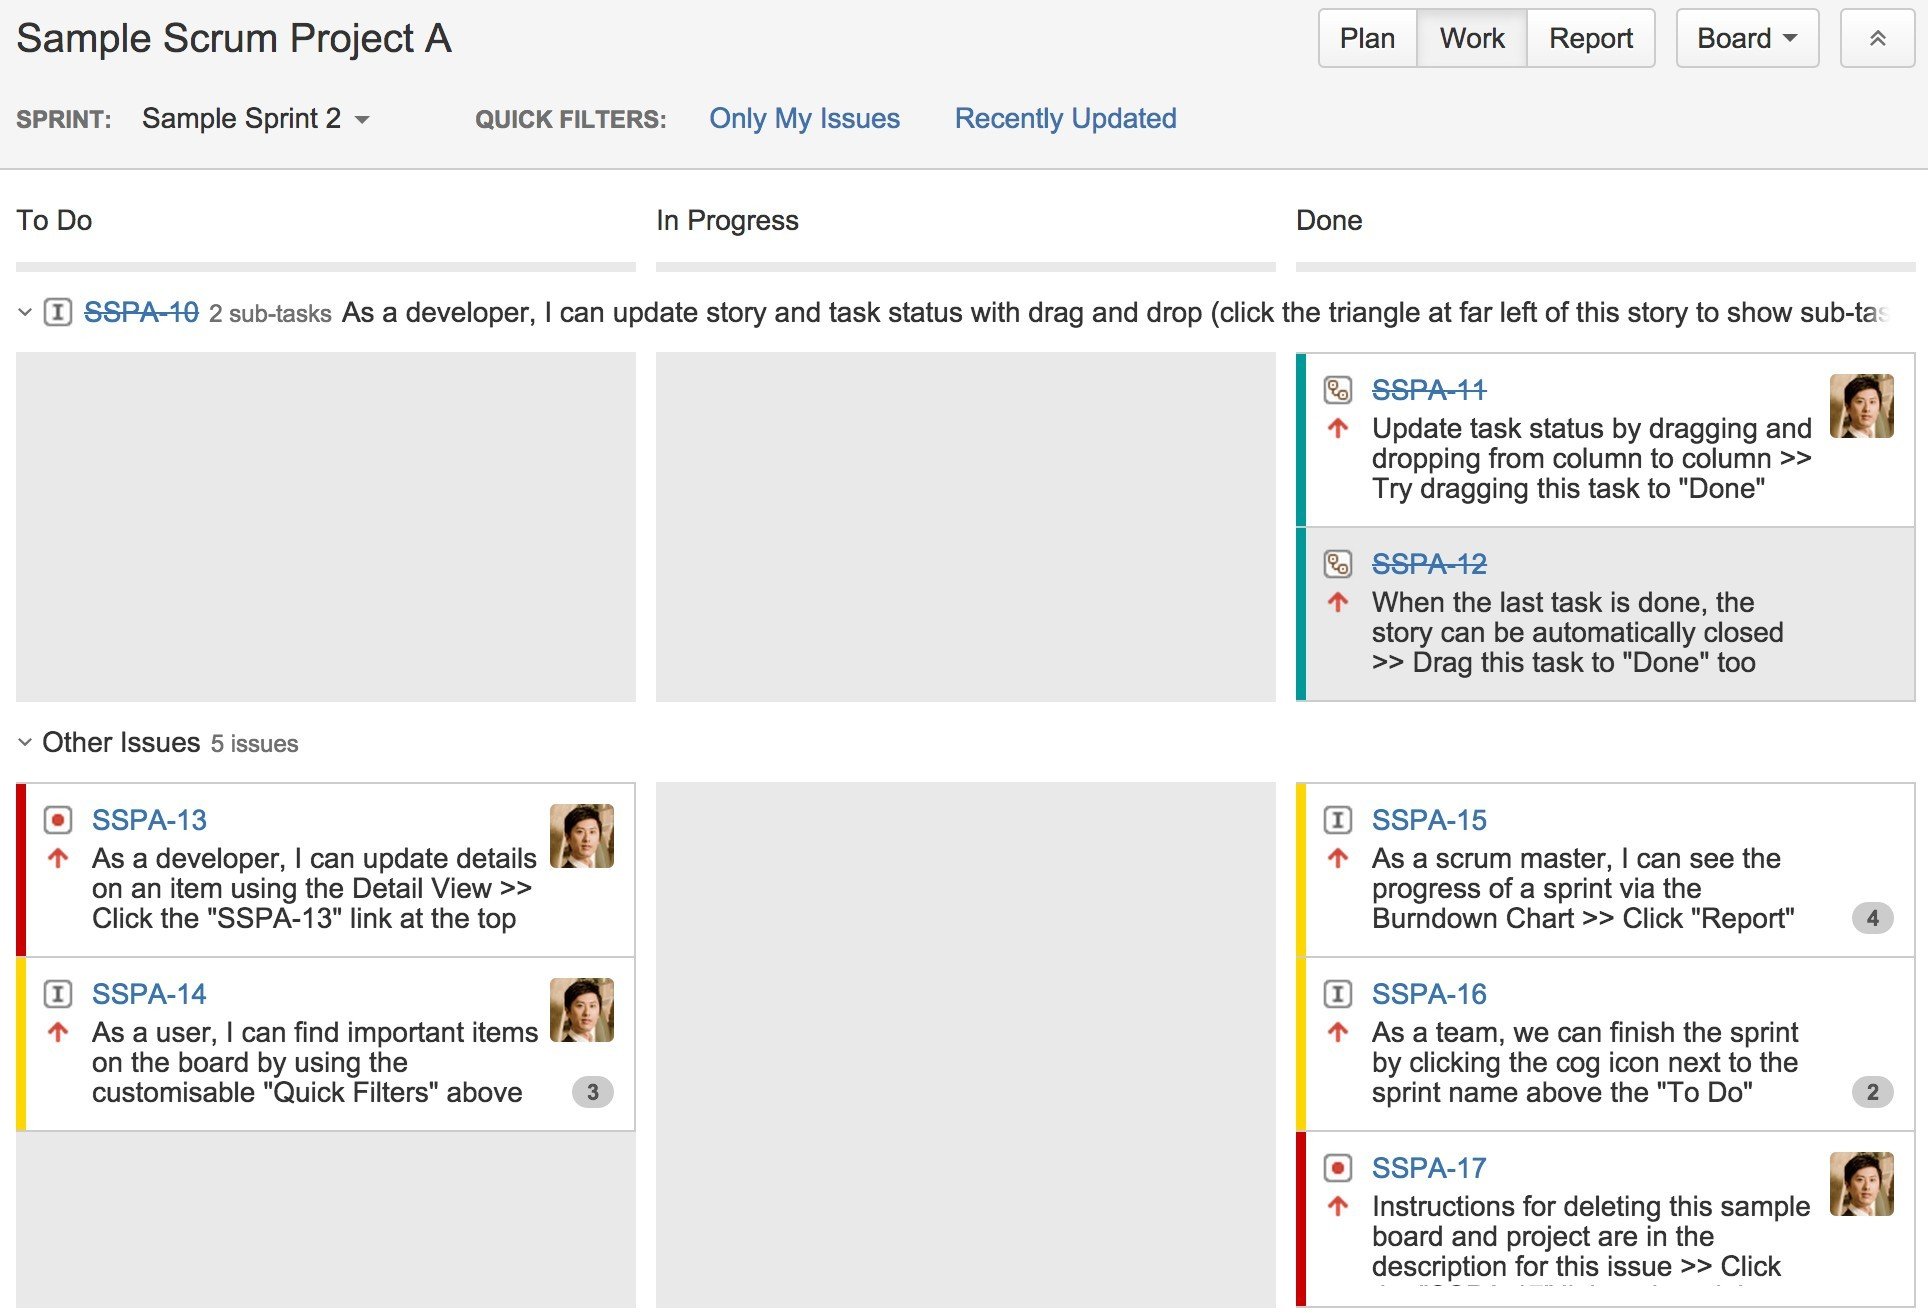 Sample Scrum Project A
Plan Work Report Board
SPRINT: Sample Sprint 2 QUICK FILTERS: Only My Issues Recently Updated
To Do In Progress Done
SSPA-10 2 sub-tasks As a developer, I can update story and task status with drag and drop (click the triangle at far left of this story to show sub-tas
SSPA-11
Update task status by dragging and
dropping from column to column >>
Try dragging this task to "Done"
SSPA-12
When the last task is done, the
story can be automatically closed
>> Drag this task to "Done" too
Other Issues 5 issues
SSPA-13
As a developer, I can update details
on an item using the Detail View >>
Click the "SSPA-13" link at the top
SSPA-14
As a user, I can find important items
on the board by using the
customisable "Quick Filters" above
3
SSPA-15
As a scrum master, I can see the
progress of a sprint via the
Burndown Chart >> Click "Report"
4
SSPA-16
As a team, we can finish the sprint
by clicking the cog icon next to the
sprint name above the "To Do"
2
SSPA-17
Instructions for deleting this sample
board and project are in the
description for this issue >> Click